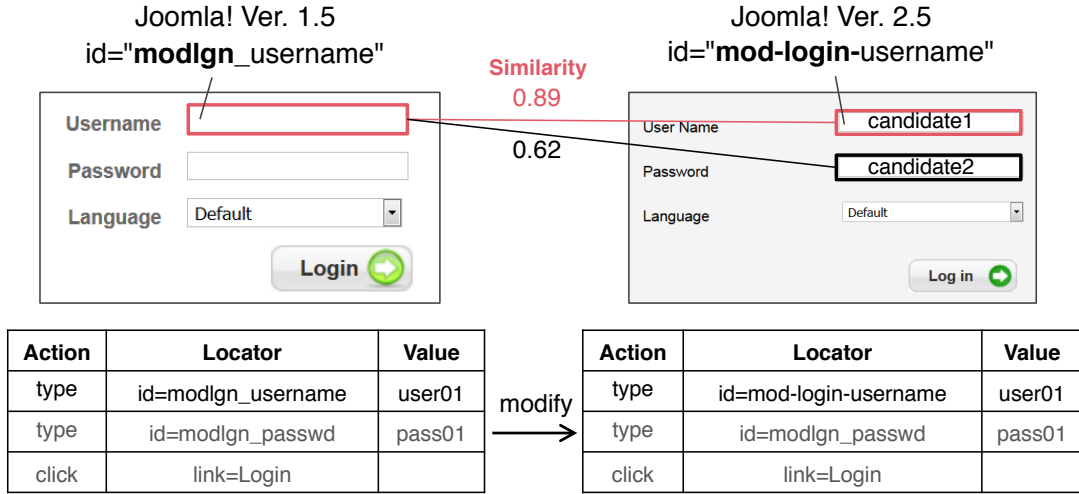 Joomla! Ver. 1.5
id="modlgn_username"
Joomla! Ver. 2.5
id="mod-login-username"
Similarity
0.89
0.62
Username
Password
Language
Default
Login
User Name
candidate1
Password
candidate2
Language
Default
Log in
Action Locator Value
type id=modlgn_username user01
type id=modlgn_passwd pass01
click link=Login
modify
Action Locator Value
type id=mod-login-username user01
type id=modlgn_passwd pass01
click link=Login